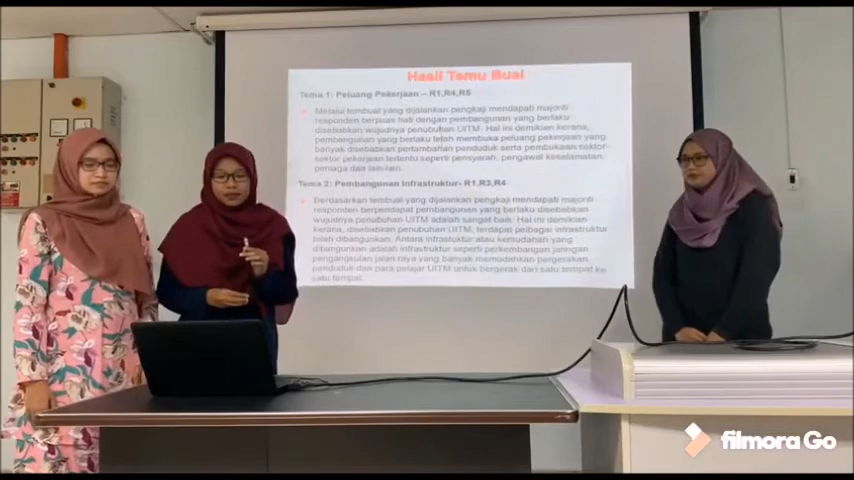 Hasil Temu Bual
Tema 1: Peluang Pekerjaan – R1,R4,R5
Melalui tembual yang dijalankan pengkaji mendapati majoriti
responden berpuas hati dengan pembangunan yang berlaku
disebabkan wujudnya penubuhan UITM. Hal ini demikian kerana,
pembangunan yang berlaku telah membuka peluang pekerjaan yang
banyak disebabkan pertambahan penduduk serta pembukaan sektor-
sektor pekerjaan tertentu seperti pensyarah, pengawal keselamatan,
peniaga dan lain-lain.
Tema 2: Pembangunan Infrastruktur- R1,R3,R4
Berdasarkan tembual yang dijalankan pengkaji mendapati majoriti
responden berpendapat pembangunan yang berlaku disebabkan
wujudnya penubuhan UITM di Jasin
adalah sangat baik. Hal ini demikian
kerana, disebabkan penubuhan UITM, terdapat pelbagai infrastruktur
telah dibangunkan. Antara infrastuktur atau kemudahan yang
dibangunkan adalah infrastruktur seperti perkembangan jaringan
pengangkutan jalan raya yang banyak memudahkan pergerakan
penduduk dan para pelajar UITM untuk bergerak dari satu tempat ke
satu tempat.
filmora Go